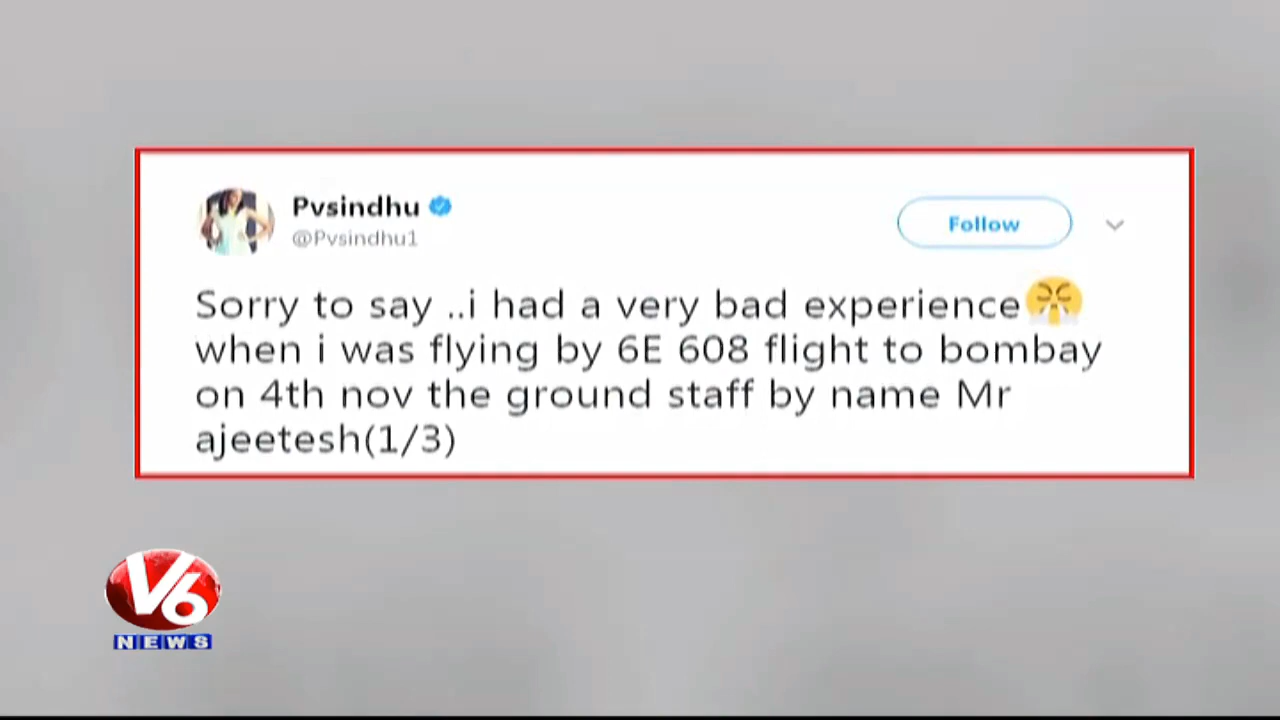 Pvsindhu
@Pvsindhu1
Follow
Sorry to say ..i had a very bad experience😤
when i was flying by 6E 608 flight to bombay
on 4th nov the ground staff by name Mr
ajeetesh(1/3)
V6
NEWS